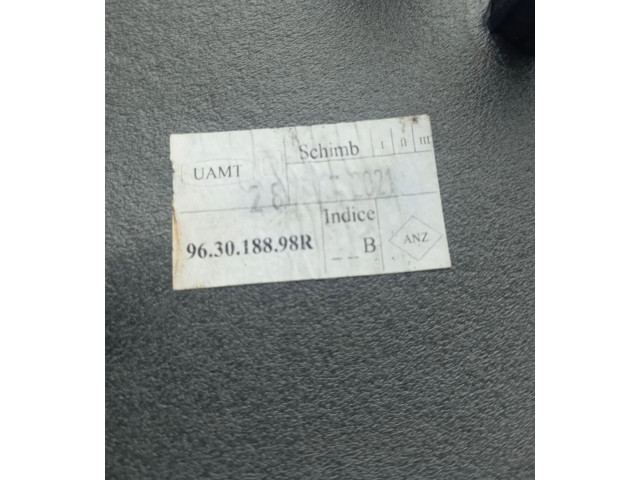 Schimb I II III
UAMT
Indice
96.30.188.98R
_ _ B
ANZ